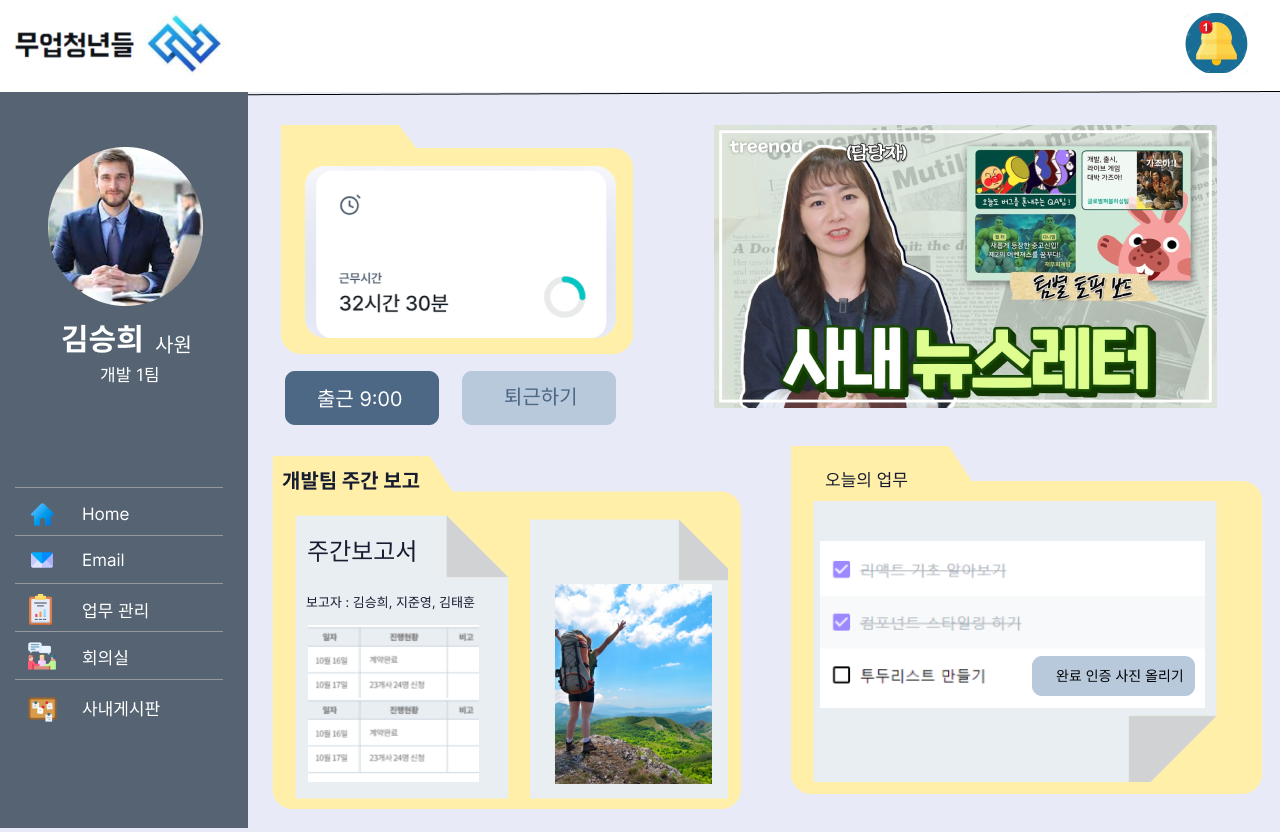 무업청년들
1
김승희 사원
개발 1팀
Home
Email
업무 관리
회의실
사내게시판
근무시간
32시간 30분
출근 9:00
퇴근하기
treenod
(담당자)
everything
Mutil
A Doc
it: the d
오늘도 버그를 혼내주는 QA팀!
개발, 출시,
라이브 게임
대박 가즈아!
글로벌퍼블리싱팀
가즈아!!
새롭게 등장한 중고신입!
제2의 어벤져스를 꿈꾸다!
재무회계팀
팀별 토픽 보드
사내 뉴스레터
개발팀 주간 보고
주간보고서
보고자 : 김승희, 지준영, 김태훈
일자 진행현황 비고
10월 16일 계약완료
10월 17일 23개사 24명 신청
일자 진행현황 비고
10월 16일 계약완료
10월 17일 23개사 24명 신청
오늘의 업무
리액트 기초 알아보기
컴포넌트 스타일링 하기
투두리스트 만들기
완료 인증 사진 올리기